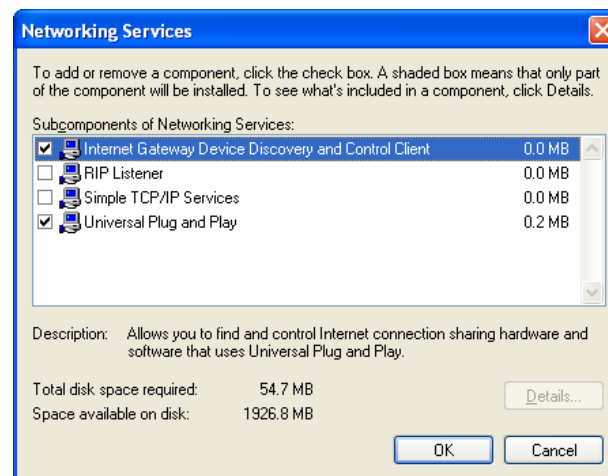 Networking Services
To add or remove a component, click the check box. A shaded box means that only part
of the component will be installed. To see what's included in a component, click Details.
Subcomponents of Networking Services:
Internet Gateway Device Discovery and Control Client 0.0 MB
RIP Listener 0.0 MB
Simple TCP/IP Services 0.0 MB
Universal Plug and Play 0.2 MB
Description: Allows you to find and control Internet connection sharing hardware and
software that uses Universal Plug and Play.
Total disk space required: 54.7 MB
Space available on disk: 1926.8 MB
Details...
OK Cancel